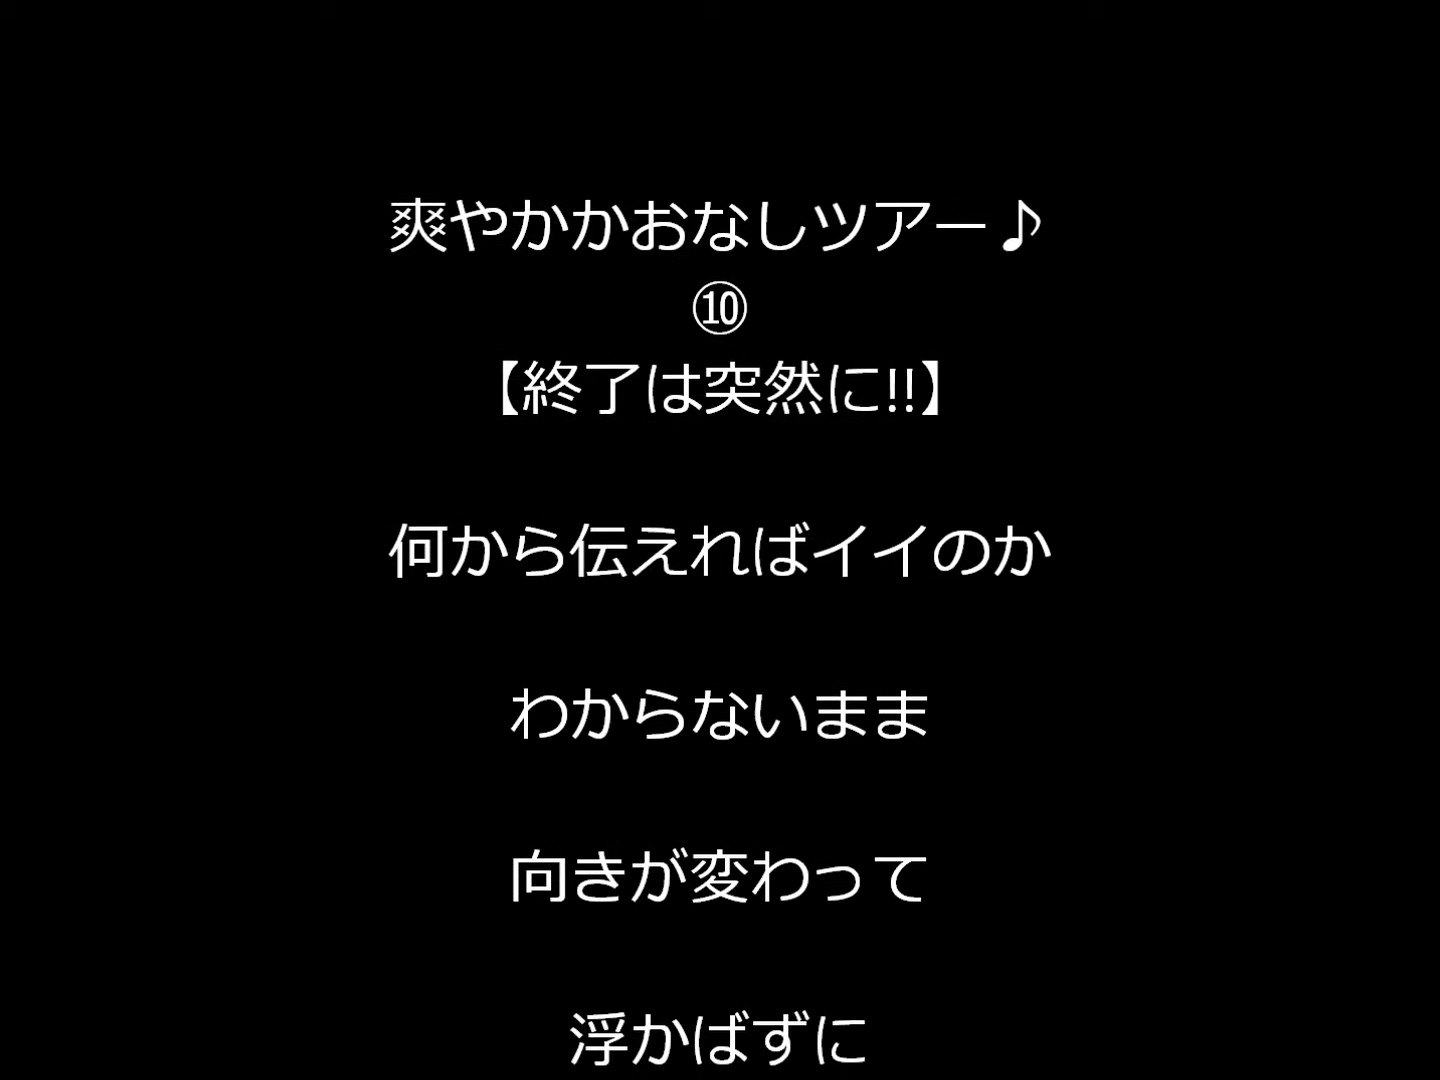 爽やかかおなしツアー♪
⑩
【終了は突然に!!】
何から伝えればイイのか
わからないまま
向きが変わって
浮かばずに